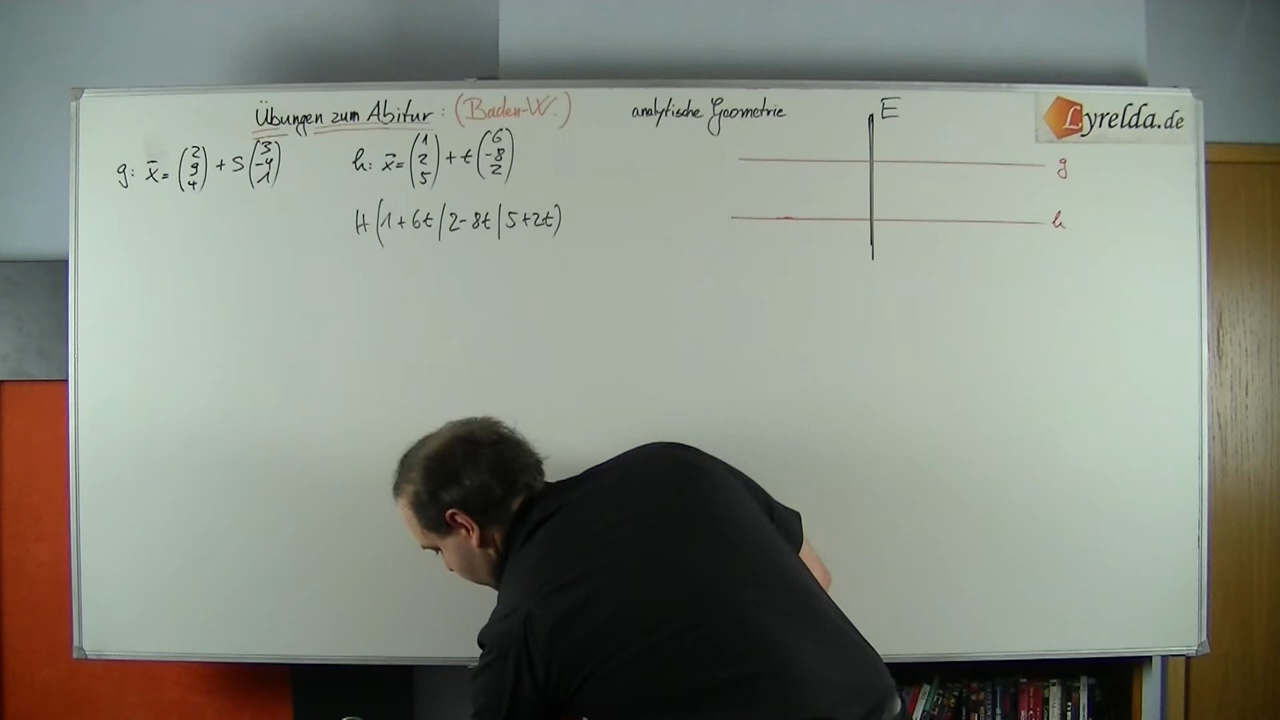 Übungen zum Abitur: (Baden-W.) analytische Geometrie
E
Lyrelda.de
g: x̄ = (2 9 4) + s (3 -4 1)
h: x̄ = (1 2 5) + t (6 -8 2)
g
H (1+6t | 2-8t | 5+2t)
h